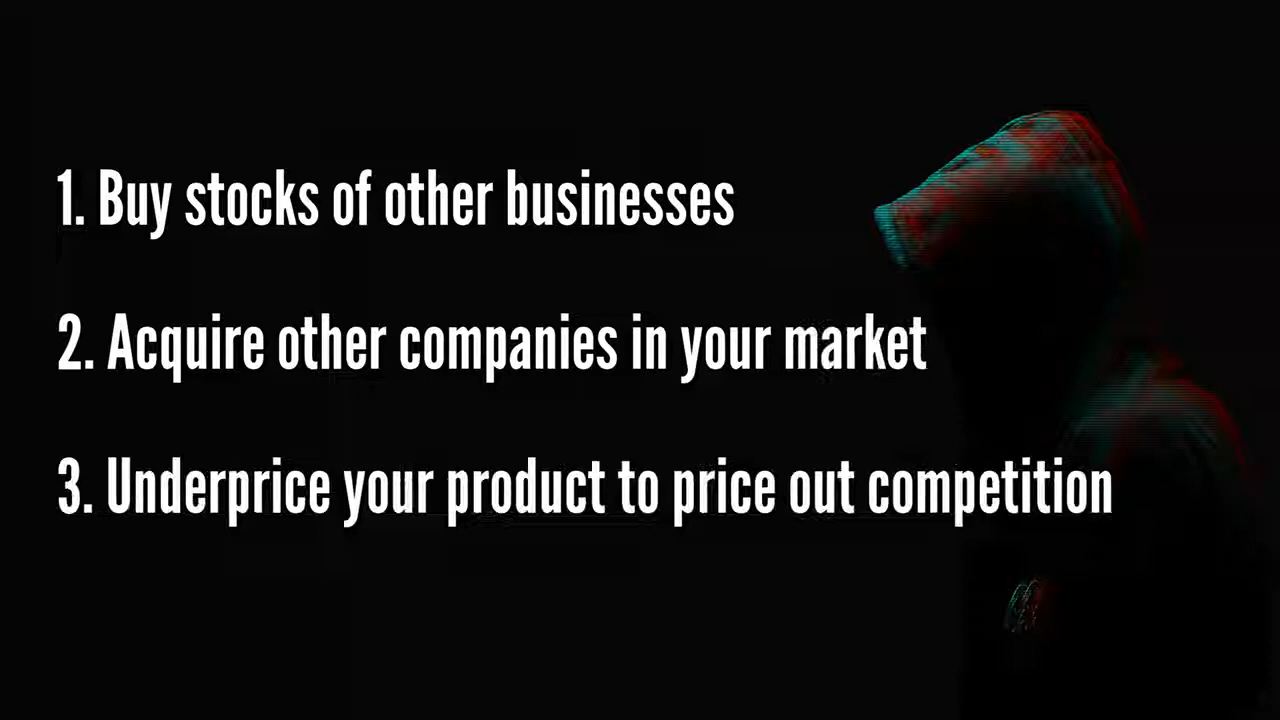 1. Buy stocks of other businesses
2. Acquire other companies in your market
3. Underprice your product to price out competition